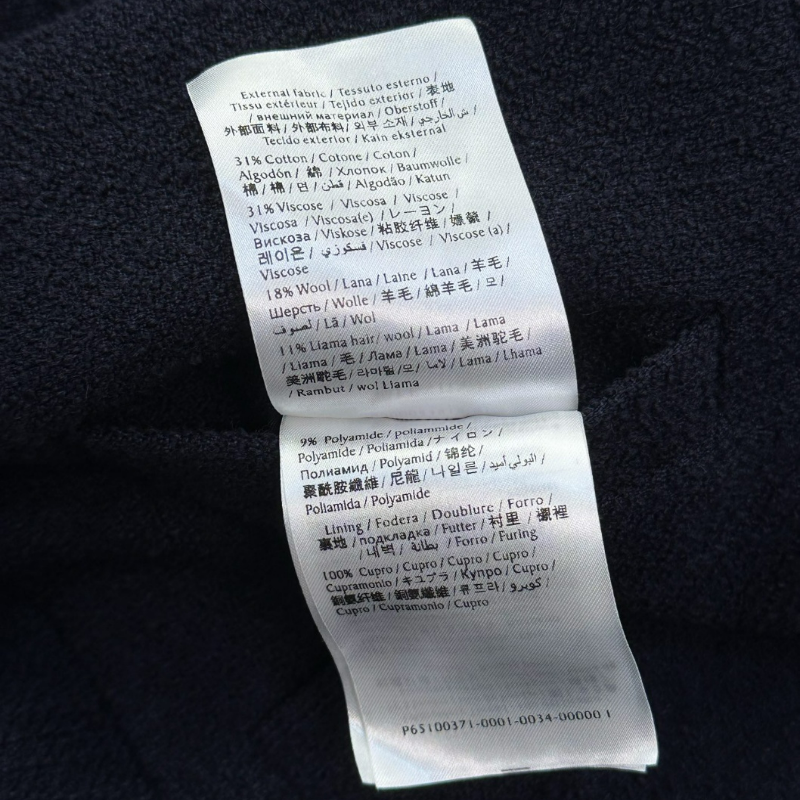 External fabric / Tessuto esterno /
Tissu extérieur / Tejido exterior / 表地
/ внешний материал / Oberstoff /
外部面料 / 外部布料 / 외부 소재 / ش الخارجي /
Tecido exterior / Kain eksternal
31% Cotton / Cotone / Coton /
Algodón / 綿 / Хлопок / Baumwolle /
棉 / 棉 / 면 / قطن / Algodão / Katun
31% Viscose / Viscosa / Viscose /
Viscosa / Viscosa(e) / レーヨン /
Вискоза / Viskose / 粘胶纤维 / 嫘縈 /
레이온 / فسكوزي / Viscose / Viscose (a) /
Viscose
18% Wool / Lana / Laine / Lana / 羊毛 /
Шерсть / Wolle / 羊毛 / 綿羊毛 / 모 /
لصوف / Lã / Wol
11% Liama hair/ wool / Lama / Lama
/ Liama / 毛 / Лама / Lama / 美洲鸵毛 /
美洲駝毛 / 라마털/모/ لاما / Lama / Lhama
/ Rambut / wol Liama
9% Polyamide / poliammide /
Polyamide / Poliamida / ナイロン /
Полиамид / Polyamid / 锦纶 /
聚酰胺纖維 / 尼龍 / 나일론 / البولي أميد /
Poliamida / Polyamide
Lining / Fodera / Doublure / Forro /
裏地 / подкладка / Futter / 村里 / 襯裡
/ 내벽 / بطانة / Forro / Furing
100% Cupro / Cupro / Cupro / Cupro /
Cupramonio / キュプラ / Купро / Cupro /
銅氨纤维 / 銅氨纖維 / 큐프라 / كوبرو /
Cupro / Cupramonio / Cupro
P65100371-0001-0034-00000 1